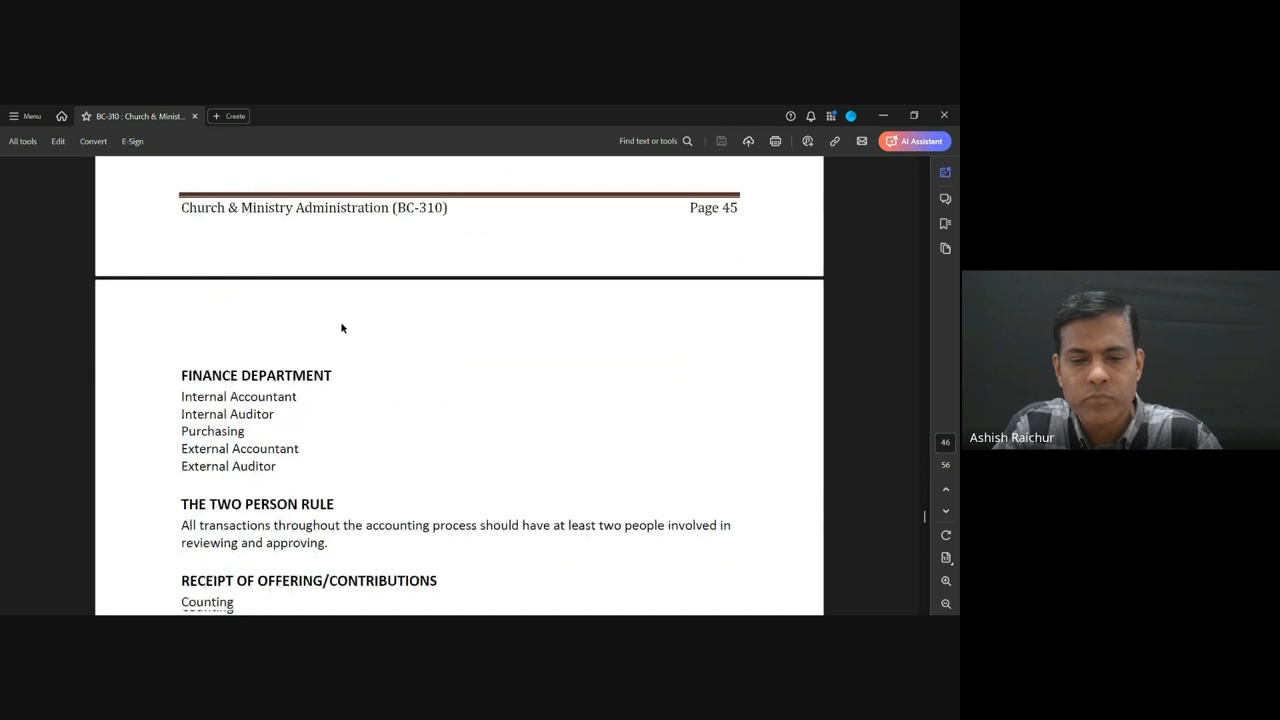 Menu
BC-310 : Church & Minist...
Create
All tools
Edit
Convert
E-Sign
Find text or tools
AI Assistant
Church & Ministry Administration (BC-310)
Page 45
FINANCE DEPARTMENT
Internal Accountant
Internal Auditor
Purchasing
External Accountant
External Auditor
THE TWO PERSON RULE
All transactions throughout the accounting process should have at least two people involved in
reviewing and approving.
RECEIPT OF OFFERING/CONTRIBUTIONS
Counting
46
56
Ashish Raichur